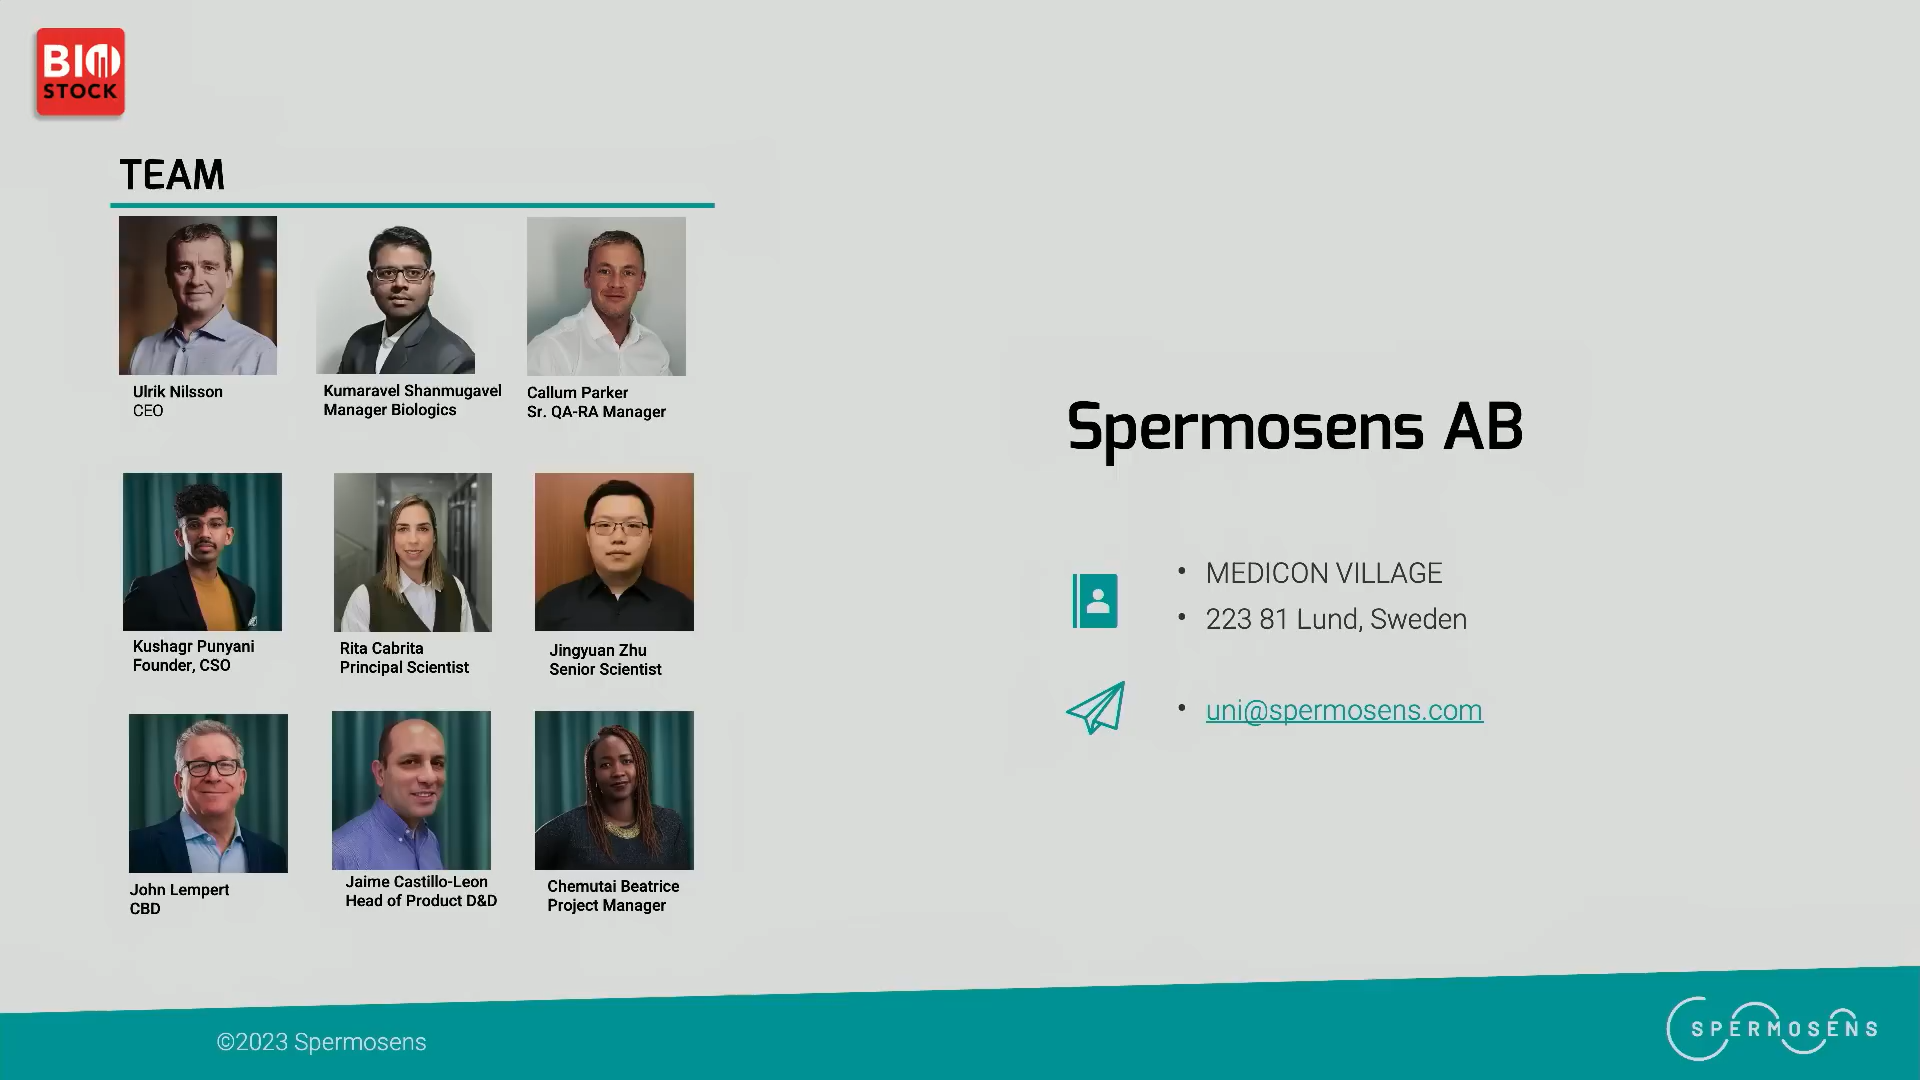 BIO
STOCK
TEAM
Ulrik Nilsson
CEO
Kumaravel Shanmugavel
Manager Biologics
Callum Parker
Sr. QA-RA Manager
Kushagr Punyani
Founder, CSO
Rita Cabrita
Principal Scientist
Jingyuan Zhu
Senior Scientist
John Lempert
CBD
Jaime Castillo-Leon
Head of Product D&D
Chemutai Beatrice
Project Manager
Spermosens AB
• MEDICON VILLAGE
• 223 81 Lund, Sweden
• uni@spermosens.com
©2023 Spermosens
SPERMOSENS